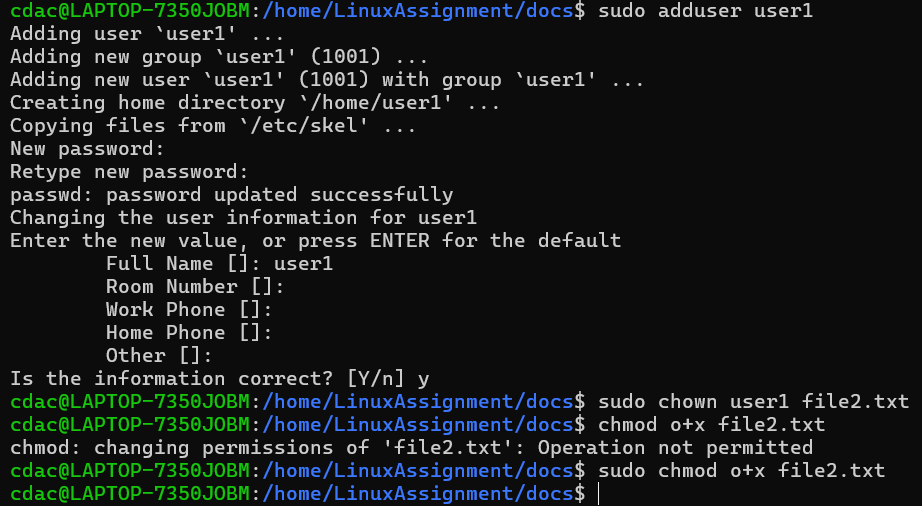 cdac@LAPTOP-7350JOBM:/home/LinuxAssignment/docs$ sudo adduser user1
Adding user `user1' ...
Adding new group `user1' (1001) ...
Adding new user `user1' (1001) with group `user1' ...
Creating home directory `/home/user1' ...
Copying files from `/etc/skel' ...
New password:
Retype new password:
passwd: password updated successfully
Changing the user information for user1
Enter the new value, or press ENTER for the default
        Full Name []: user1
        Room Number []:
        Work Phone []:
        Home Phone []:
        Other []:
Is the information correct? [Y/n] y
cdac@LAPTOP-7350JOBM:/home/LinuxAssignment/docs$ sudo chown user1 file2.txt
cdac@LAPTOP-7350JOBM:/home/LinuxAssignment/docs$ chmod o+x file2.txt
chmod: changing permissions of 'file2.txt': Operation not permitted
cdac@LAPTOP-7350JOBM:/home/LinuxAssignment/docs$ sudo chmod o+x file2.txt
cdac@LAPTOP-7350JOBM:/home/LinuxAssignment/docs$